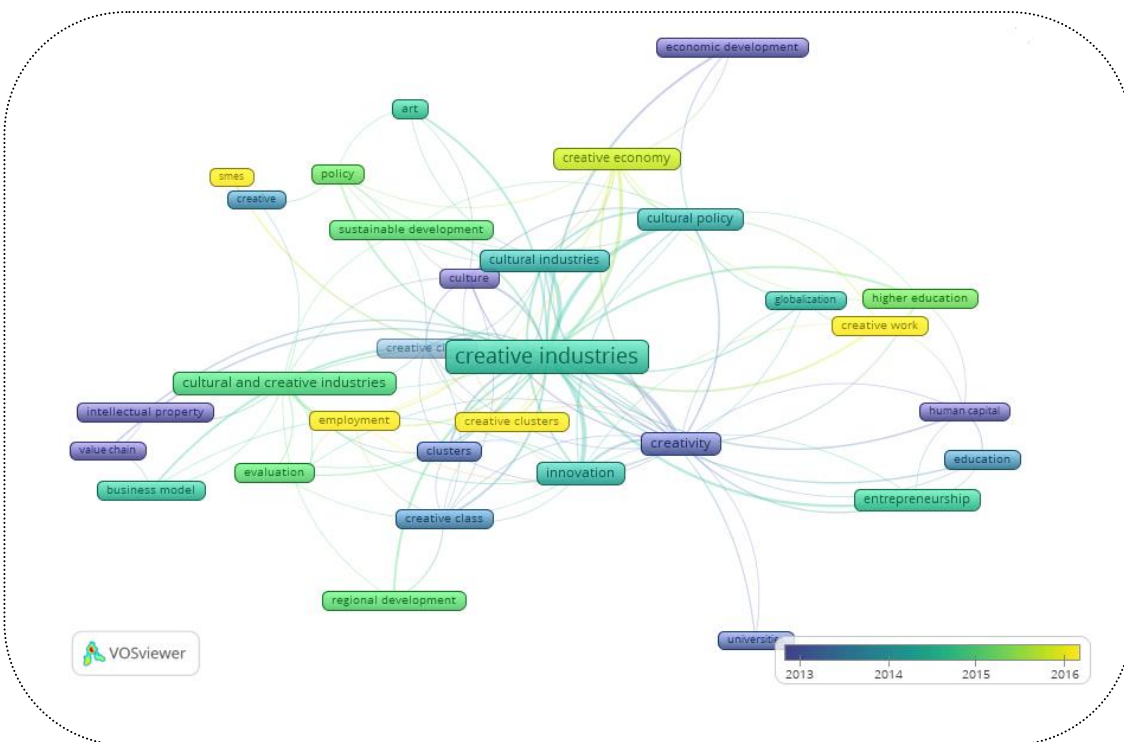 economic development
art
creative economy
policy
smes
creative
cultural policy
sustainable development
cultural industries
culture
globalization
higher education
creative work
creative industries
cultural and creative industries
intellectual property
human capital
employment
creative clusters
creativity
value chain
clusters
education
evaluation
innovation
business model
entrepreneurship
creative class
regional development
VOSviewer
2013 2014 2015 2016